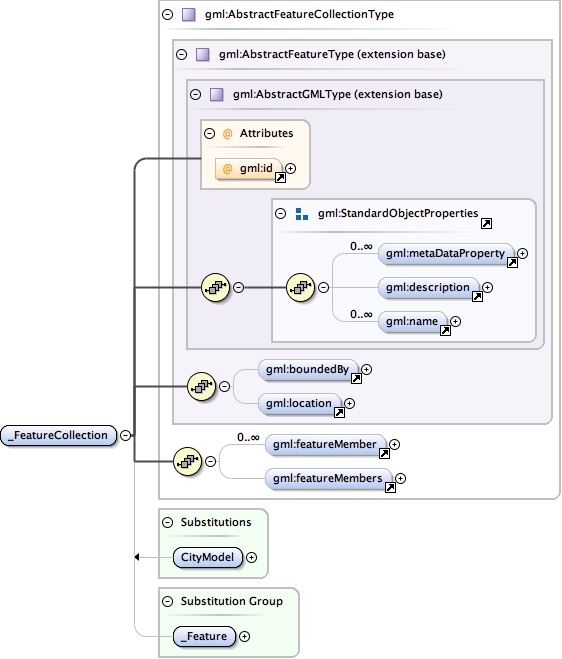 gml:AbstractFeatureCollectionType
gml:AbstractFeatureType (extension base)
gml:AbstractGMLType (extension base)
@ Attributes
@ gml:id
gml:StandardObjectProperties
0..∞
gml:metaDataProperty
gml:description
0..∞
gml:name
gml:boundedBy
gml:location
_FeatureCollection
0..∞
gml:featureMember
gml:featureMembers
Substitutions
CityModel
Substitution Group
_Feature